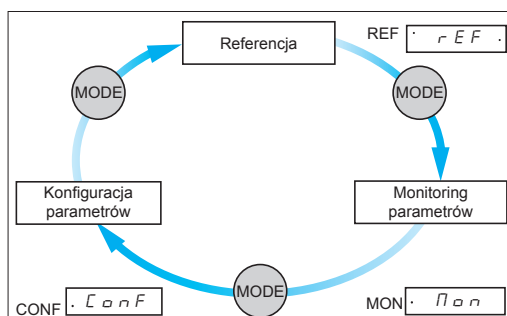 Referencja
REF rEF
MODE
MODE
Konfiguracja
parametrów
Monitoring
parametrów
MODE
CONF ConF
MON Mon